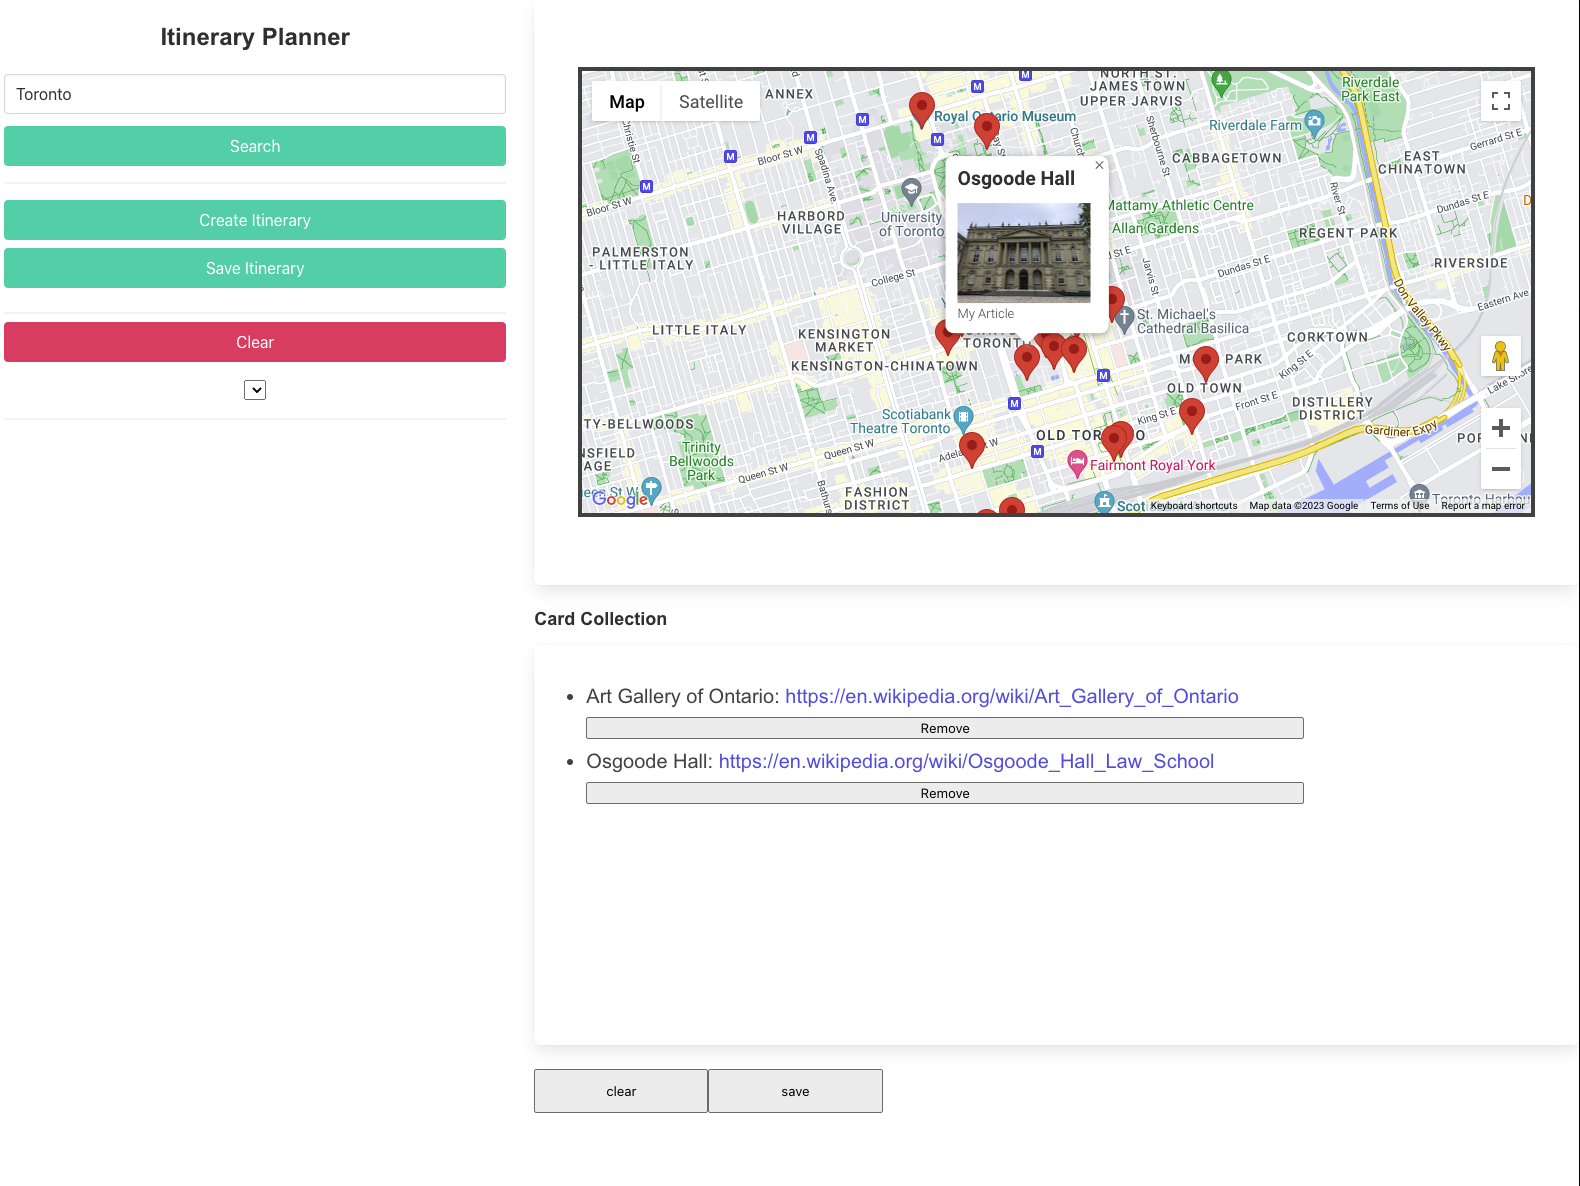 Itinerary Planner
Toronto
Search
Create Itinerary
Save Itinerary
Clear
Map
Satellite
ANNEX
NORTH ST.
JAMES TOWN
UPPER JARVIS
Riverdale
Park East
Royal Ontario Museum
Riverdale Farm
Gerrard St E
Christie St
Bloor St W
Spadina Ave
Church
Sherbourne St
CABBAGETOWN
EAST
CHINATOWN
Osgoode Hall
Bloor St W
HARBORD
VILLAGE
University
of Toronto
Mattamy Athletic Centre
Allan Gardens
River St
Dundas St E
REGENT PARK
PALMERSTON
- LITTLE ITALY
College St
Jarvis St
Dundas St E
RIVERSIDE
Don Valley Pkwy
Eastern Ave
My Article
St. Michael's
Cathedral Basilica
LITTLE ITALY
KENSINGTON
MARKET
TORONTO
CORKTOWN
KENSINGTON-CHINATOWN
PARK
King St E
OLD TOWN
Lake Shore
Scotiabank
Theatre Toronto
King St E
Front St E
DISTILLERY
DISTRICT
TY-BELLWOODS
Trinity
Bellwoods
Park
Queen St W
OLD TORONTO
Gardiner Expy
NSFIELD
AGE
Queen St W
Fairmont Royal York
FASHION
DISTRICT
Google
Scot
Keyboard shortcuts
Map data ©2023 Google
Terms of Use
Report a map error
Card Collection
Art Gallery of Ontario: https://en.wikipedia.org/wiki/Art_Gallery_of_Ontario
Remove
Osgoode Hall: https://en.wikipedia.org/wiki/Osgoode_Hall_Law_School
Remove
clear
save